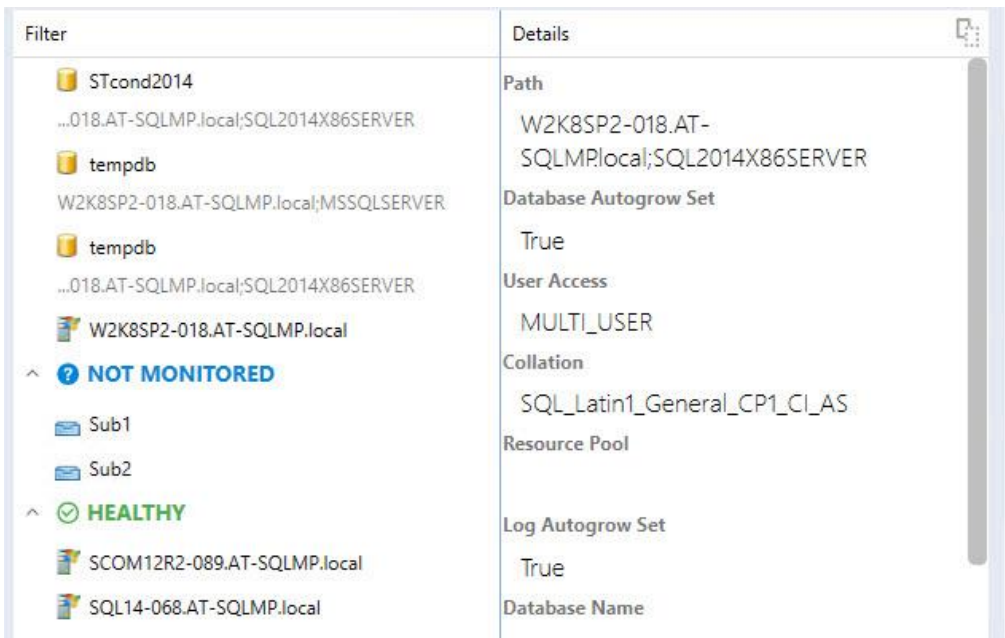 Filter
STcond2014
...018.AT-SQLMP.local;SQL2014X86SERVER
tempdb
W2K8SP2-018.AT-SQLMP.local;MSSQLSERVER
tempdb
...018.AT-SQLMP.local;SQL2014X86SERVER
W2K8SP2-018.AT-SQLMP.local
NOT MONITORED
Sub1
Sub2
HEALTHY
SCOM12R2-089.AT-SQLMP.local
SQL14-068.AT-SQLMP.local
Details
Path
W2K8SP2-018.AT-
SQLMP.local;SQL2014X86SERVER
Database Autogrow Set
True
User Access
MULTI_USER
Collation
SQL_Latin1_General_CP1_CI_AS
Resource Pool
Log Autogrow Set
True
Database Name